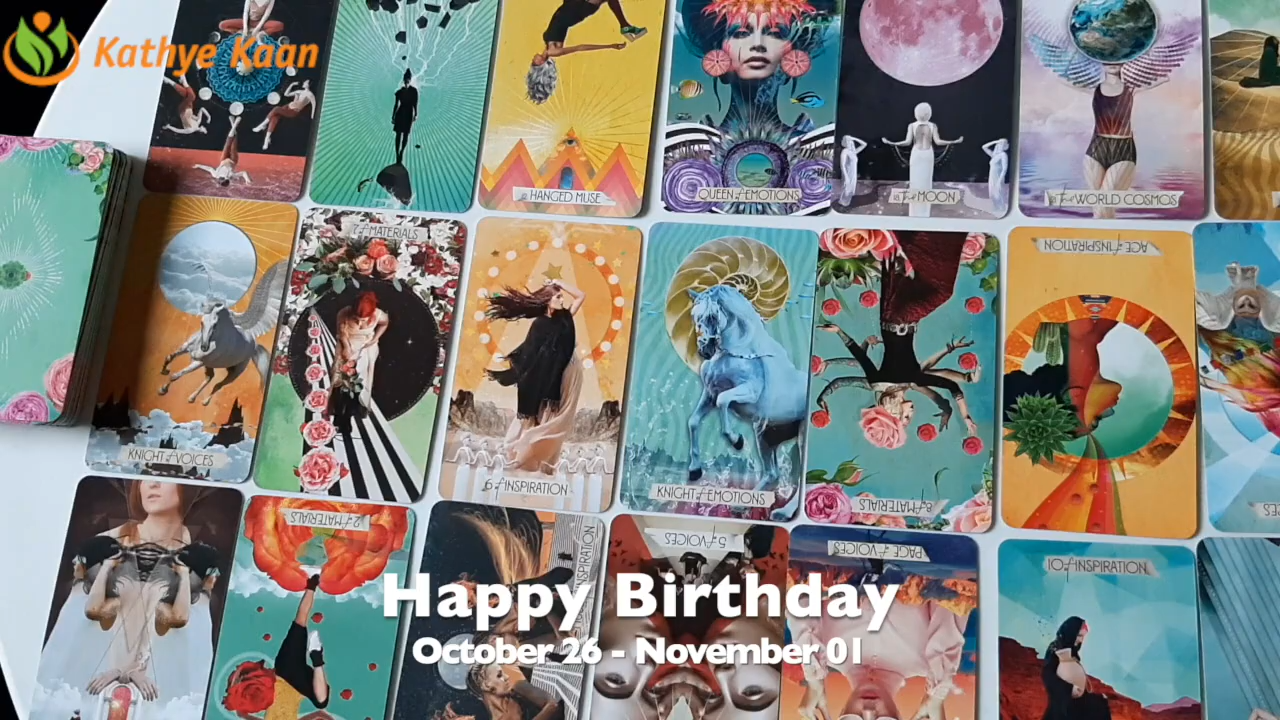 Kathye Kaan
HANGED MUSE
QUEEN of EMOTIONS
The MOON
The WORLD COSMOS
ACE of INSPIRATION
7 of MATERIALS
KNIGHT of VOICES
9 of INSPIRATION
KNIGHT of EMOTIONS
8 of MATERIALS
2 of MATERIALS
INSPIRATION
5 of VOICES
PAGE of VOICES
10 of INSPIRATION
Happy Birthday
October 26 - November 01